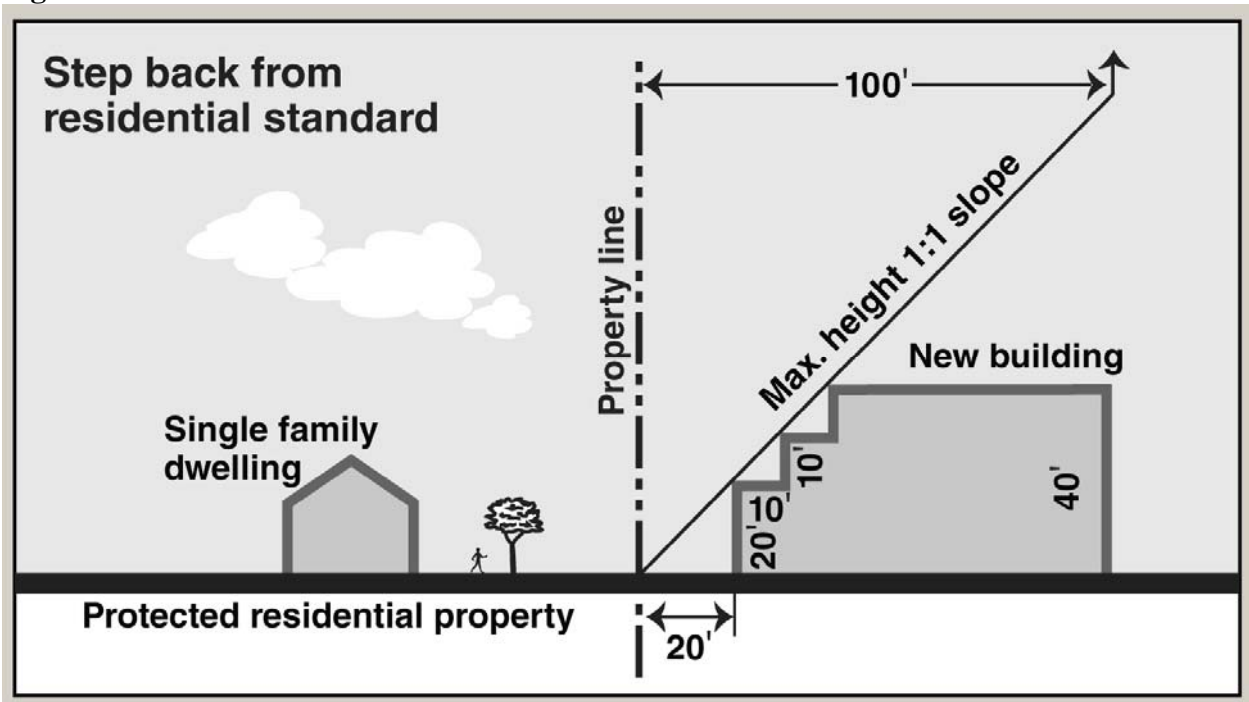 Step back from
residential standard
100'
Property line
Max. height 1:1 slope
New building
Single family
dwelling
10'
10'
20'
40'
Protected residential property
20'